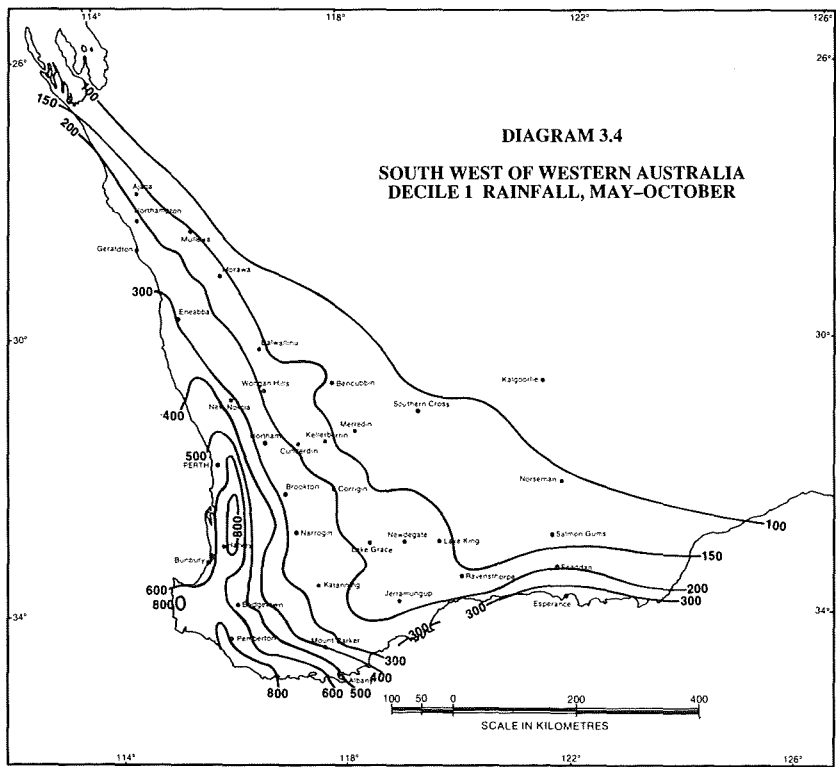 114° 118° 122° 126°
26° 26°
100
150
200
DIAGRAM 3.4
SOUTH WEST OF WESTERN AUSTRALIA
DECILE 1 RAINFALL, MAY–OCTOBER
Ajana
Northampton
Mullewa
Geraldton
Morawa
300
Eneabba
30° 30°
Dalwallinu
Wongan Hills
Bencubbin
Kalgoorlie
400
New Norcia
Southern Cross
Merredin
Northam
Kellerberrin
Cunderdin
500
PERTH
Brookton
Corrigin
Norseman
800
100
Narrogin
Newdegate
Lake King
Salmon Gums
Harvey
Lake Grace
150
Bunbury
Scaddan
Ravensthorpe
600
Katanning
200
800
Jerramungup
300
Bridgetown
300
Esperance
34° 34°
Pemberton
Mount Barker
300
300
400
Albany
800
600
500
100 50 0 200 400
SCALE IN KILOMETRES
114° 118° 122° 126°